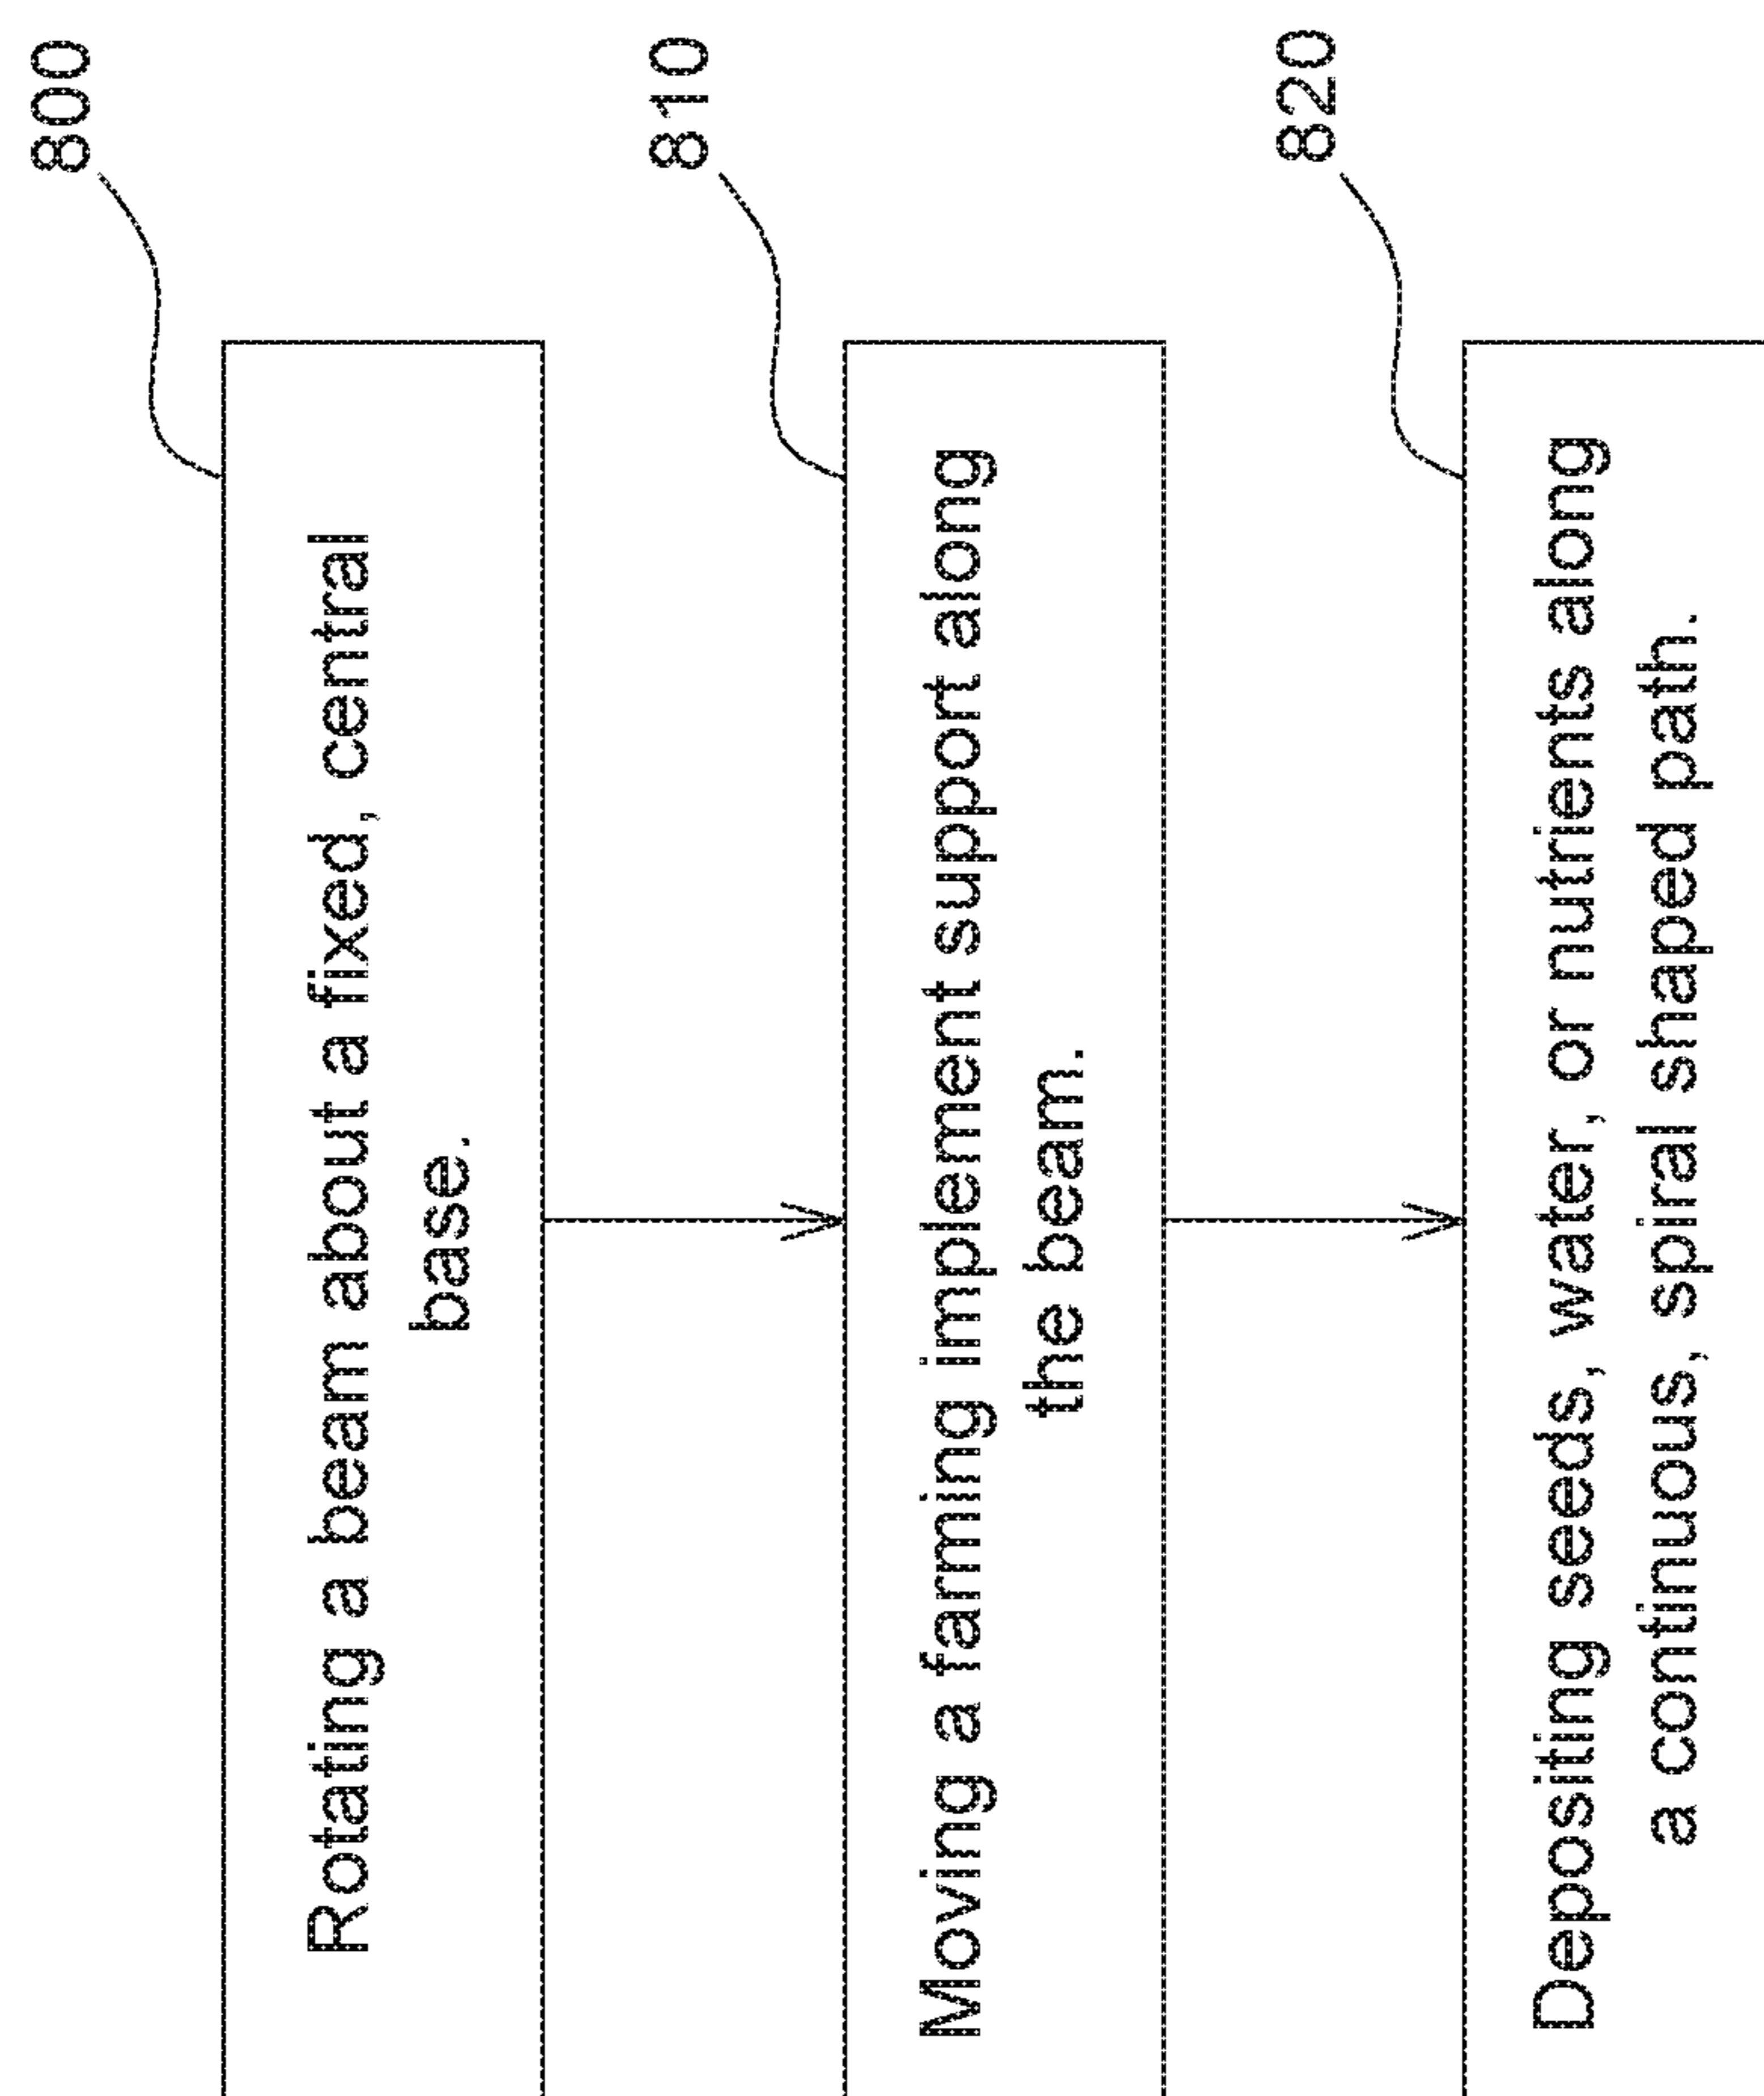 800
Rotating a beam about a fixed, central
base.
810
Moving a farming implement support along
the beam.
820
Depositing seeds, water, or nutrients along
a continuous, spiral shaped path.